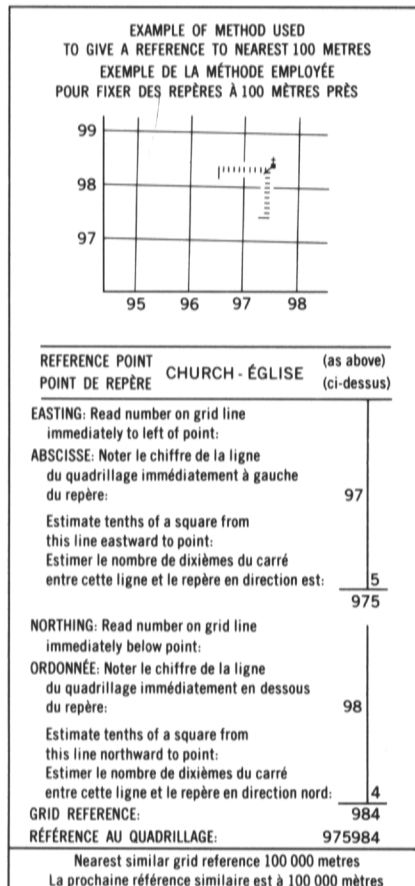 EXAMPLE OF METHOD USED
TO GIVE A REFERENCE TO NEAREST 100 METRES
EXEMPLE DE LA MÉTHODE EMPLOYÉE
POUR FIXER DES REPÈRES À 100 MÈTRES PRÈS
99
98
97
95 96 97 98
REFERENCE POINT (as above)
CHURCH - ÉGLISE
POINT DE REPÈRE (ci-dessus)
EASTING: Read number on grid line
immediately to left of point:
ABSCISSE: Noter le chiffre de la ligne
du quadrillage immédiatement à gauche
du repère: 97
Estimate tenths of a square from
this line eastward to point:
Estimer le nombre de dixièmes du carré
entre cette ligne et le repère en direction est: 5
975
NORTHING: Read number on grid line
immediately below point:
ORDONNÉE: Noter le chiffre de la ligne
du quadrillage immédiatement en dessous
du repère: 98
Estimate tenths of a square from
this line northward to point:
Estimer le nombre de dixièmes du carré
entre cette ligne et le repère en direction nord: 4
GRID REFERENCE: 984
RÉFÉRENCE AU QUADRILLAGE: 975984
Nearest similar grid reference 100 000 metres
La prochaine référence similaire est à 100 000 mètres